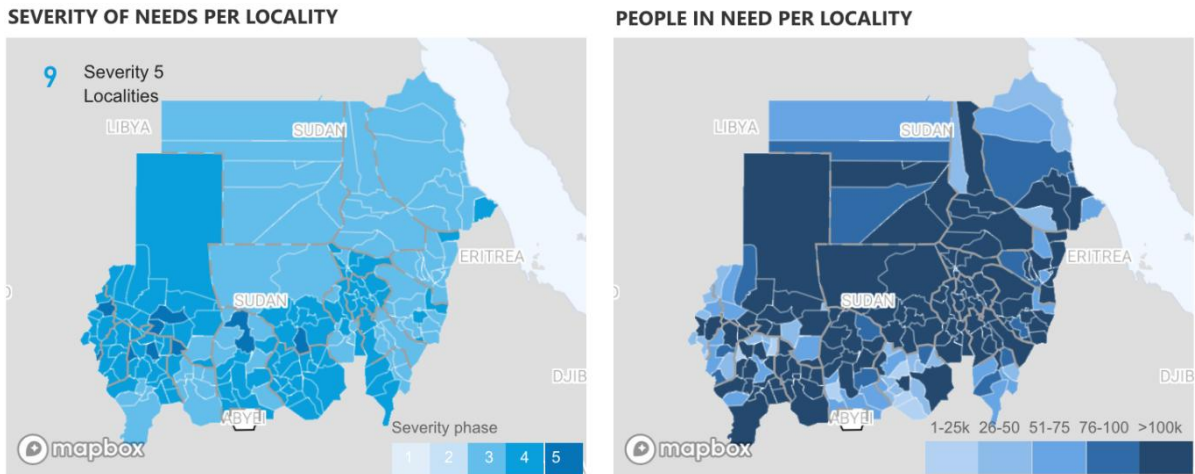 SEVERITY OF NEEDS PER LOCALITY
9 Severity 5
Localities
LIBYA
SUDAN
ERITREA
SUDAN
DJIB
ABYEI
Severity phase
1 2 3 4 5
mapbox
PEOPLE IN NEED PER LOCALITY
LIBYA
SUDAN
ERITREA
SUDAN
DJIB
ABYEI
1-25k 26-50 51-75 76-100 >100k
mapbox